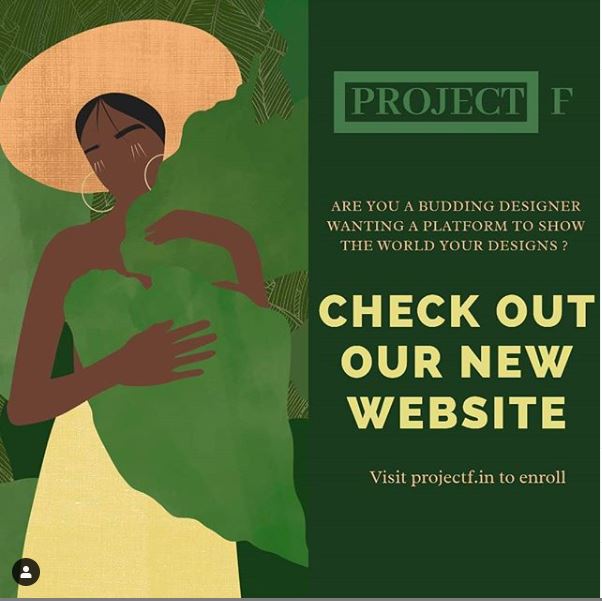 PROJECT F
ARE YOU A BUDDING DESIGNER
WANTING A PLATFORM TO SHOW
THE WORLD YOUR DESIGNS ?
CHECK OUT
OUR NEW
WEBSITE
Visit projectf.in to enroll